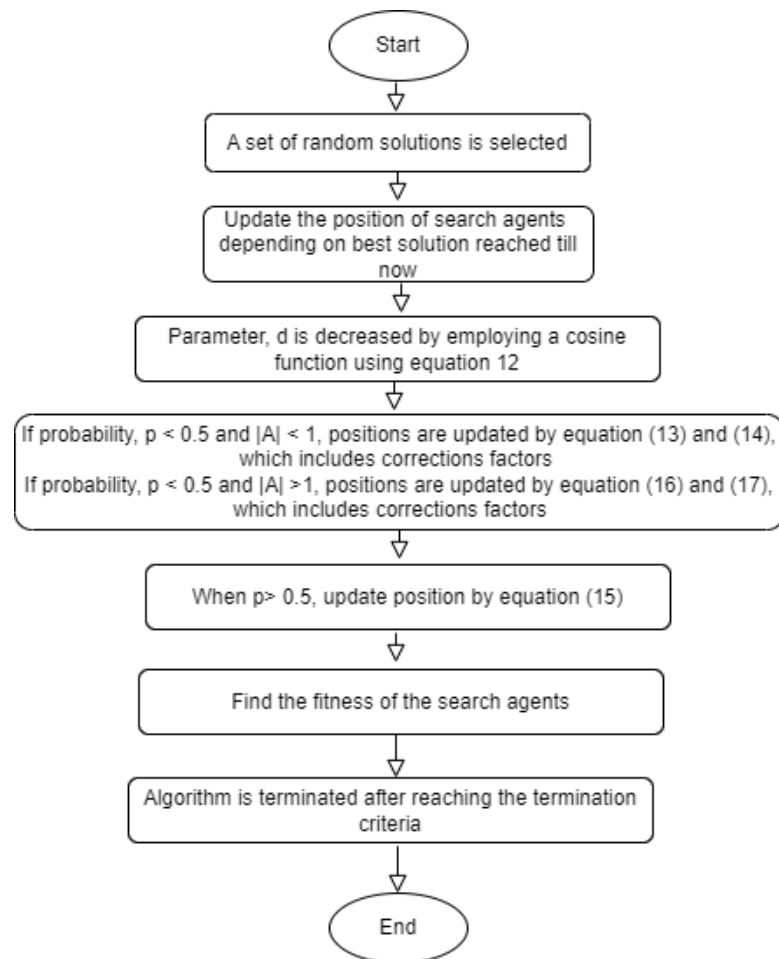 Start
A set of random solutions is selected
Update the position of search agents
depending on best solution reached till
now
Parameter, d is decreased by employing a cosine
function using equation 12
If probability, p < 0.5 and |A| < 1, positions are updated by equation (13) and (14),
which includes corrections factors
If probability, p < 0.5 and |A| >1, positions are updated by equation (16) and (17),
which includes corrections factors
When p> 0.5, update position by equation (15)
Find the fitness of the search agents
Algorithm is terminated after reaching the termination
criteria
End